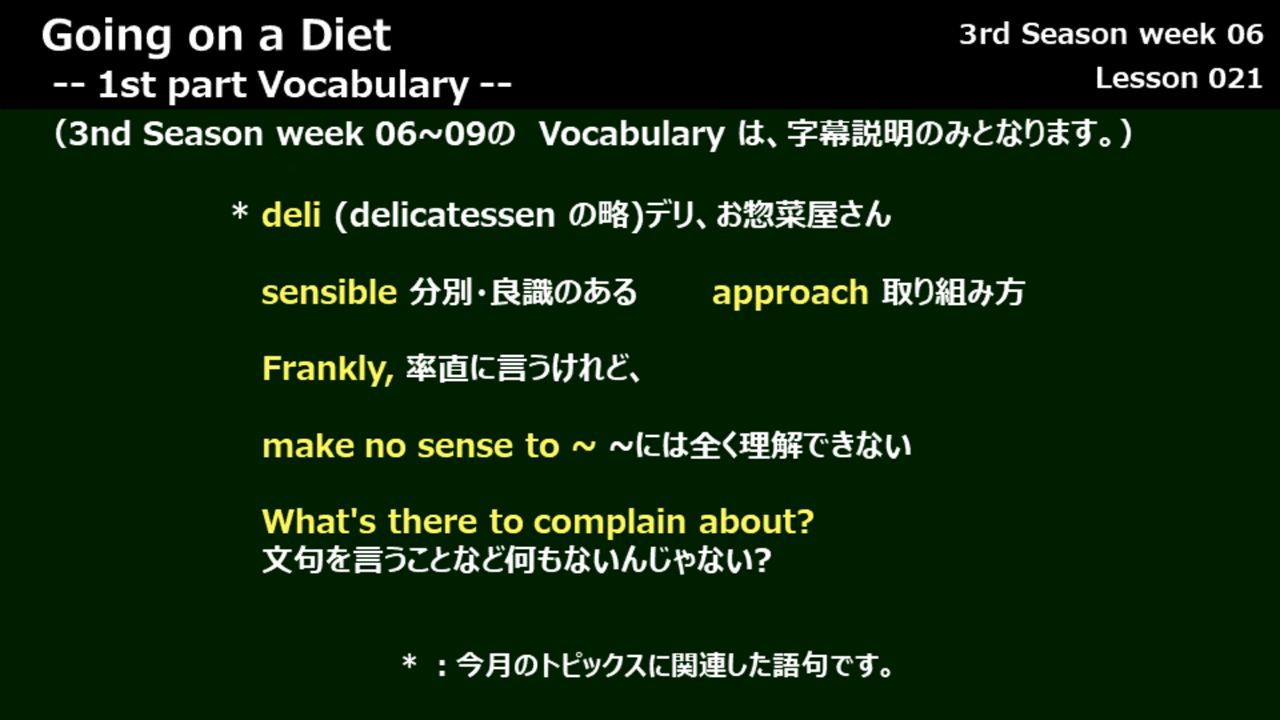 Going on a Diet
3rd Season week 06
-- 1st part Vocabulary --
Lesson 021
（3nd Season week 06~09の Vocabulary は、字幕説明のみとなります。）
* deli (delicatessen の略)デリ、お惣菜屋さん
sensible 分別・良識のある approach 取り組み方
Frankly, 率直に言うけれど、
make no sense to ~ ~には全く理解できない
What's there to complain about?
文句を言うことなど何もないんじゃない?
* ：今月のトピックスに関連した語句です。